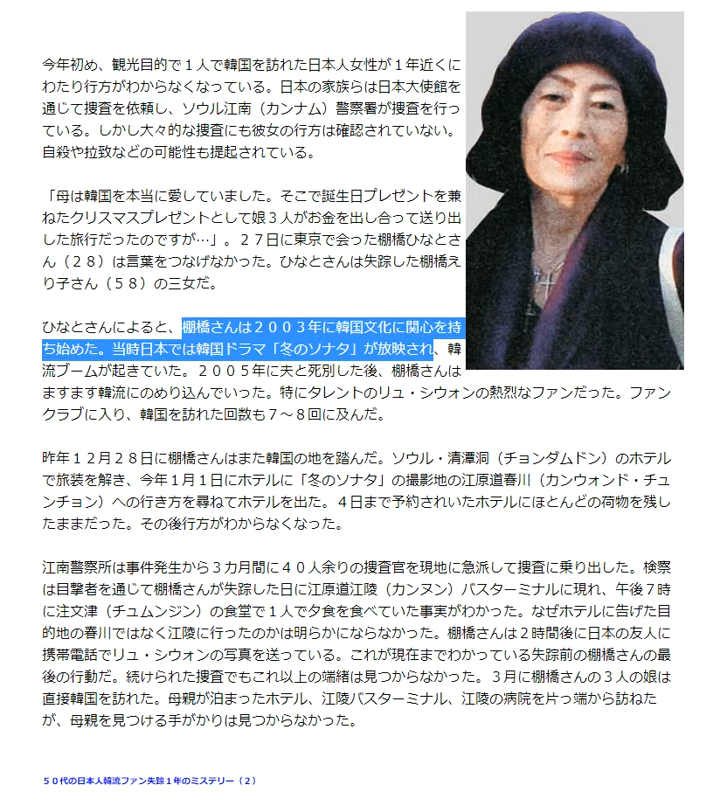 今年初め、観光目的で１人で韓国を訪れた日本人女性が１年近くに
わたり行方がわからなくなっている。日本の家族らは日本大使館を
通じて捜査を依頼し、ソウル江南（カンナム）警察署が捜査を行っ
ている。しかし大々的な捜査にも彼女の行方は確認されていない。
自殺や拉致などの可能性も提起されている。
「母は韓国を本当に愛していました。そこで誕生日プレゼントを兼
ねたクリスマスプレゼントとして娘３人がお金を出し合って送り出
した旅行だったのですが…」。２７日に東京で会った棚橋ひなとさ
ん（２８）は言葉をつなげなかった。ひなとさんは失踪した棚橋え
り子さん（５８）の三女だ。
ひなとさんによると、棚橋さんは２００３年に韓国文化に関心を持
ち始めた。当時日本では韓国ドラマ「冬のソナタ」が放映され、韓
流ブームが起きていた。２００５年に夫と死別した後、棚橋さんは
ますます韓流にのめり込んでいった。特にタレントのリュ・シウォンの熱烈なファンだった。ファン
クラブに入り、韓国を訪れた回数も７〜８回に及んだ。
昨年１２月２８日に棚橋さんはまた韓国の地を踏んだ。ソウル・清潭洞（チョンダムドン）のホテル
で旅装を解き、今年１月１日にホテルに「冬のソナタ」の撮影地の江原道春川（カンウォンド・チュ
ンチョン）への行き方を尋ねてホテルを出た。４日まで予約されいたホテルにほとんどの荷物を残し
たままだった。その後行方がわからなくなった。
江南警察所は事件発生から３カ月間に４０人余りの捜査官を現地に急派して捜査に乗り出した。検察
は目撃者を通じて棚橋さんが失踪した日に江原道江陵（カンヌン）バスターミナルに現れ、午後７時
に注文津（チュムンジン）の食堂で１人で夕食を食べていた事実がわかった。なぜホテルに告げた目
的地の春川ではなく江陵に行ったのかは明らかにならなかった。棚橋さんは２時間後に日本の友人に
携帯電話でリュ・シウォンの写真を送っている。これが現在までわかっている失踪前の棚橋さんの最
後の行動だ。続けられた捜査でもこれ以上の端緒は見つからなかった。３月に棚橋さんの３人の娘は
直接韓国を訪れた。母親が泊まったホテル、江陵バスターミナル、江陵の病院を片っ端から訪ねた
が、母親を見つける手がかりは見つからなかった。
５０代の日本人韓流ファン失踪１年のミステリー（２）